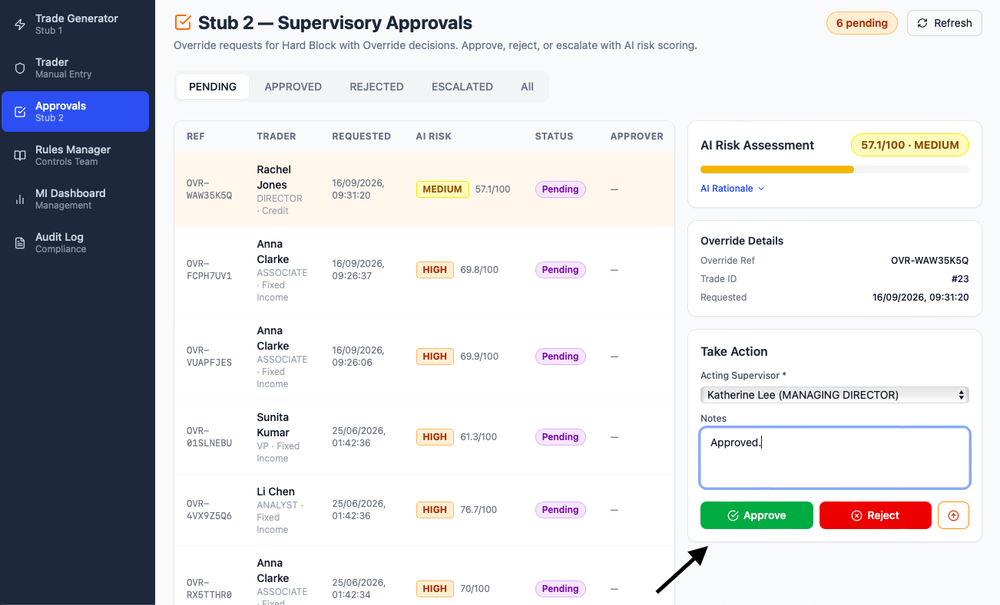 Trade Generator
Stub 1
Trader
Manual Entry
Approvals
Stub 2
Rules Manager
Controls Team
MI Dashboard
Management
Audit Log
Compliance
Stub 2 — Supervisory Approvals
6 pending
Refresh
Override requests for Hard Block with Override decisions. Approve, reject, or escalate with AI risk scoring.
PENDING APPROVED REJECTED ESCALATED All
REF TRADER REQUESTED AI RISK STATUS APPROVER
OVR-
WAW35K5Q
Rachel
Jones
DIRECTOR
· Credit
16/09/2026,
09:31:20
MEDIUM 57.1/100
Pending
—
OVR-
FCPH7UV1
Anna
Clarke
ASSOCIATE
· Fixed
Income
16/09/2026,
09:26:37
HIGH 69.8/100
Pending
—
OVR-
VUAPFJES
Anna
Clarke
ASSOCIATE
· Fixed
Income
16/09/2026,
09:26:06
HIGH 69.9/100
Pending
—
OVR-
01SLNEBU
Sunita
Kumar
VP · Fixed
Income
25/06/2026,
01:42:36
HIGH 61.3/100
Pending
—
OVR-
4VX9Z5Q6
Li Chen
ANALYST ·
Fixed
Income
25/06/2026,
01:42:36
HIGH 76.7/100
Pending
—
OVR-
RX5TTHR0
Anna
Clarke
ASSOCIATE
· Fixed
25/06/2026,
01:42:34
HIGH 70/100
Pending
—
AI Risk Assessment
57.1/100 · MEDIUM
AI Rationale
Override Details
Override Ref OVR-WAW35K5Q
Trade ID #23
Requested 16/09/2026, 09:31:20
Take Action
Acting Supervisor *
Katherine Lee (MANAGING DIRECTOR)
Notes
Approved.
Approve
Reject